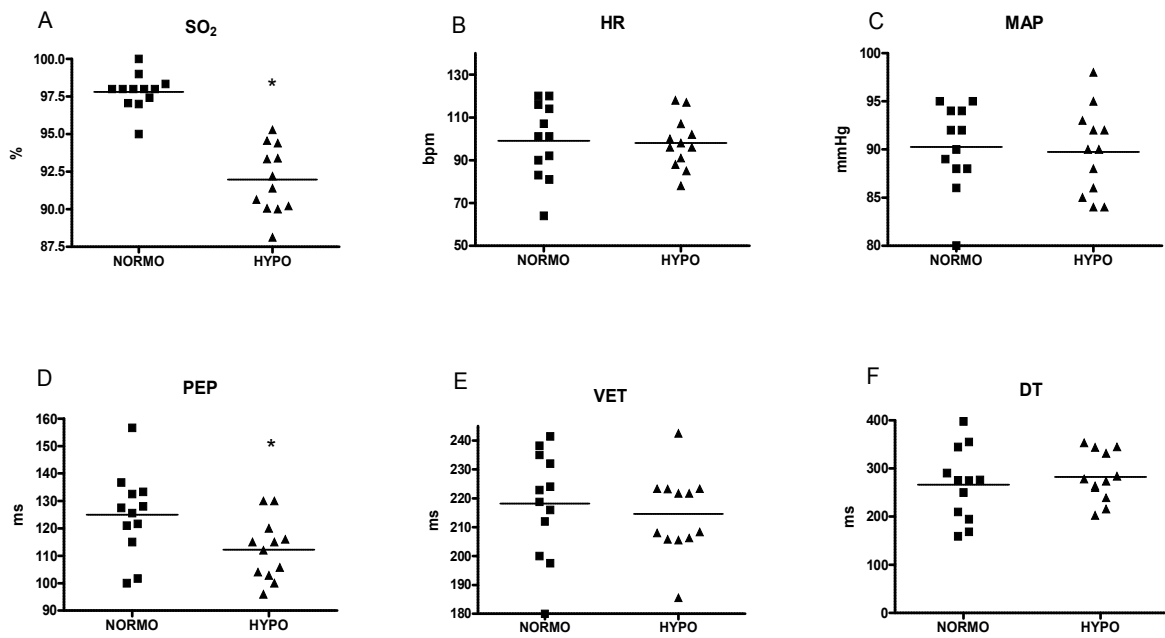 A
SO₂
100.0
97.5
95.0
92.5
90.0
87.5
%
*
NORMO
HYPO
B
HR
130
110
90
70
50
bpm
NORMO
HYPO
C
MAP
100
95
90
85
80
mmHg
NORMO
HYPO
D
PEP
160
150
140
130
120
110
100
90
ms
*
NORMO
HYPO
E
VET
240
230
220
210
200
190
180
ms
NORMO
HYPO
F
DT
400
300
200
100
0
ms
NORMO
HYPO